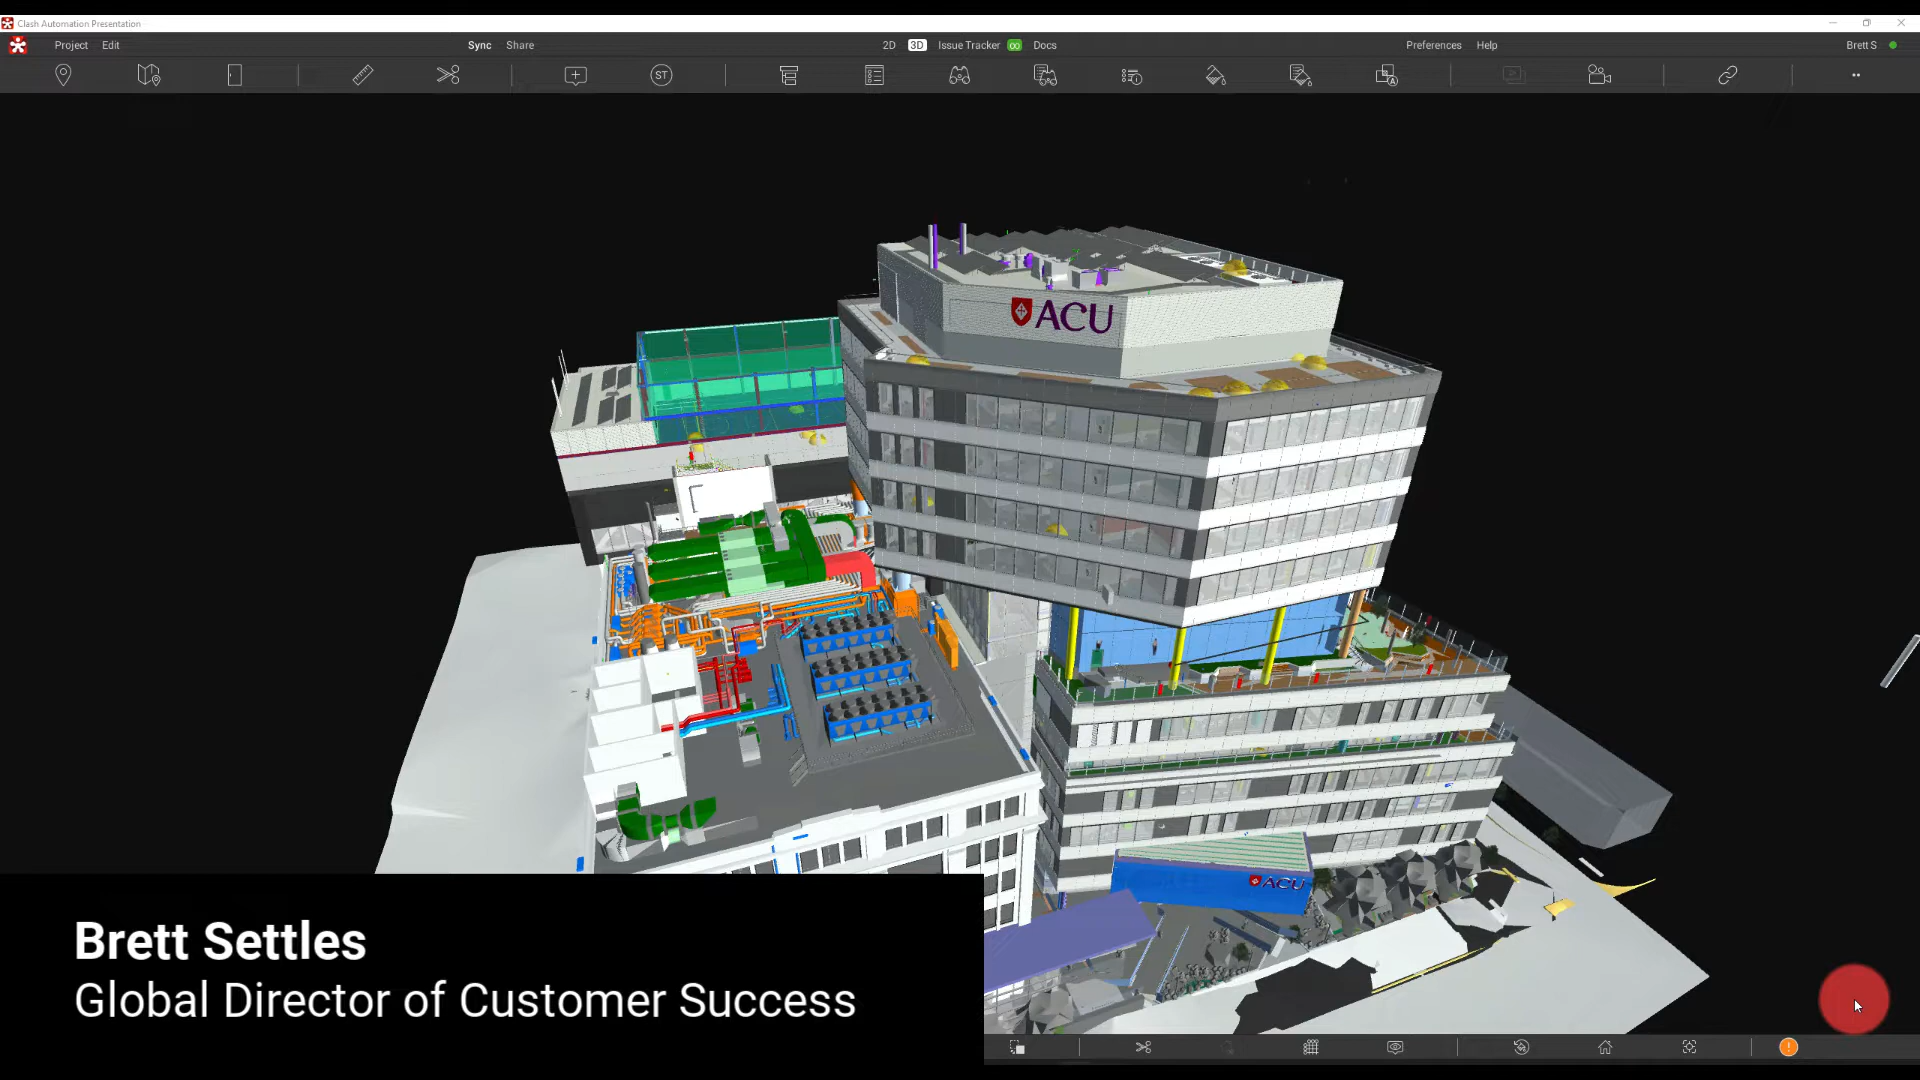 Clash Automation Presentation
Project Edit Sync Share 2D 3D Issue Tracker Docs Preferences Help Brett S
ST
ACU
ACU
Brett Settles
Global Director of Customer Success